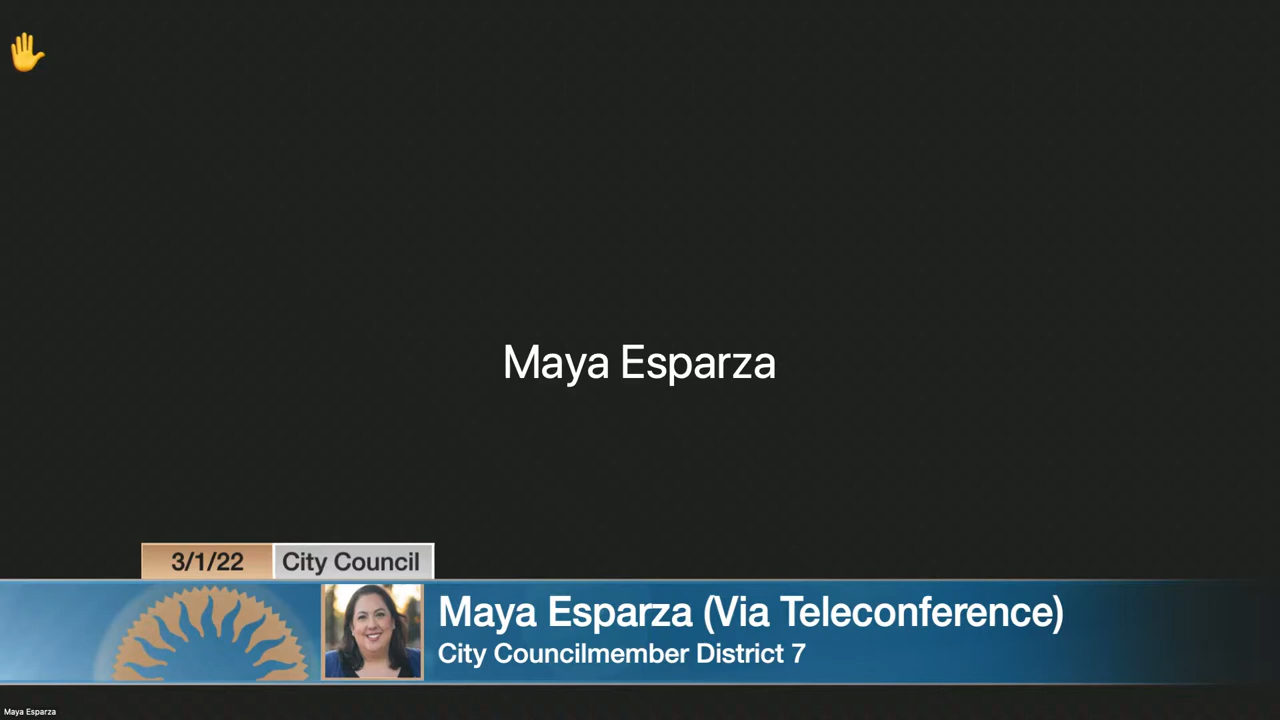 Maya Esparza
3/1/22 City Council
Maya Esparza (Via Teleconference)
City Councilmember District 7
Maya Esparza